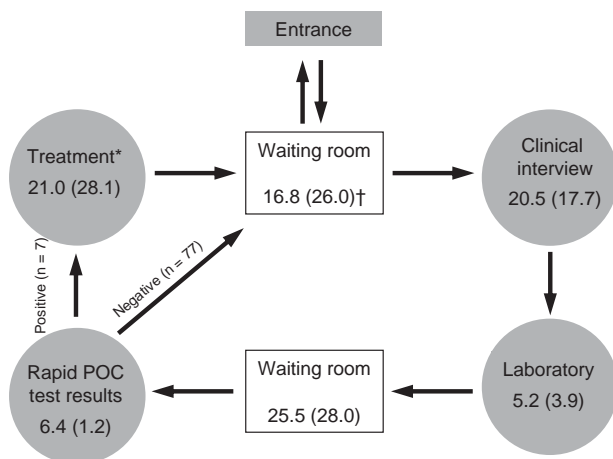 Entrance
Treatment*
21.0 (28.1)
Waiting room
16.8 (26.0)†
Clinical
interview
20.5 (17.7)
Positive (n = 7)
Negative (n = 77)
Rapid POC
test results
6.4 (1.2)
Waiting room
25.5 (28.0)
Laboratory
5.2 (3.9)